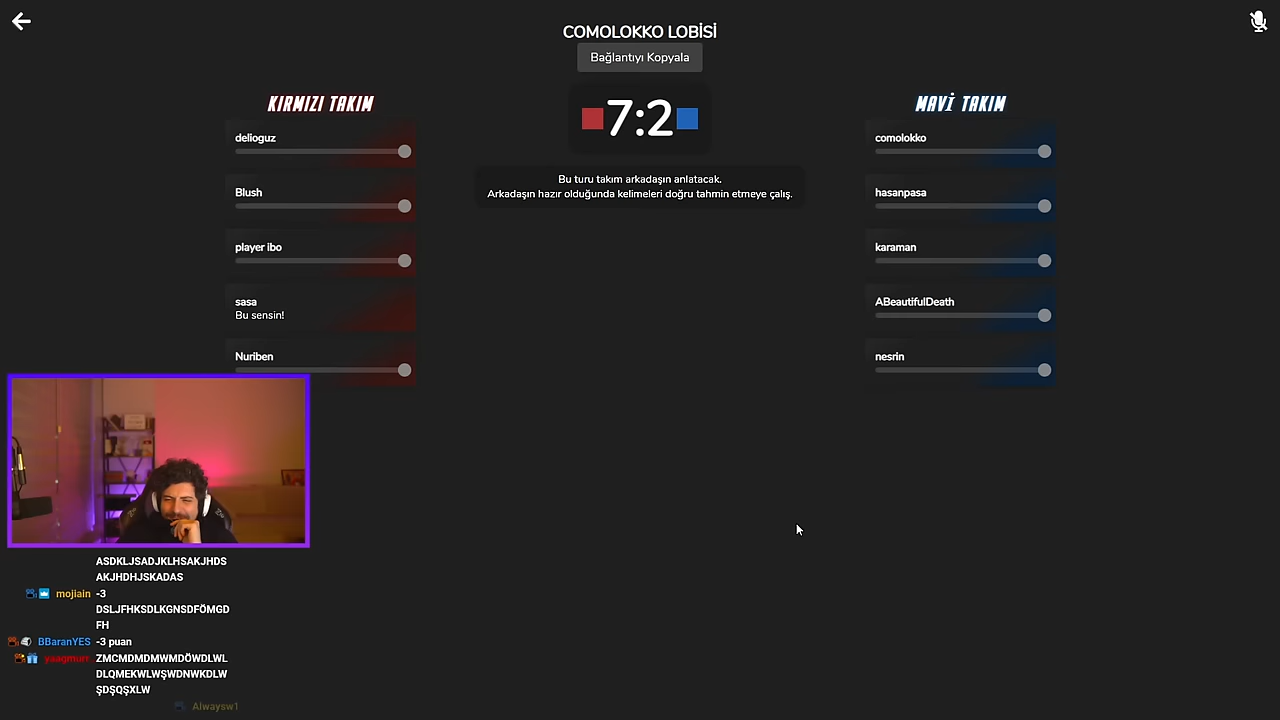 COMOLOKKO LOBİSİ
Bağlantıyı Kopyala
KIRMIZI TAKIM
7:2
MAVİ TAKIM
delioguz
comolokko
Bu turu takım arkadaşın anlatacak.
Arkadaşın hazır olduğunda kelimeleri doğru tahmin etmeye çalış.
Blush
hasanpasa
player ibo
karaman
sasa
Bu sensin!
ABeautifulDeath
Nuriben
nesrin
ASDKLJSADJKLHSAKJHDS
AKJHDHJSKADAS
mojiain -3
DSLJFHKSDLKGNSDFÖMGD
FH
BBaranYES -3 puan
yaagmurr ZMCMDMDMWMDÖWDLWL
DLQMEKWLWŞWDNWKDLW
ŞDŞQŞXLW
Alwaysw1